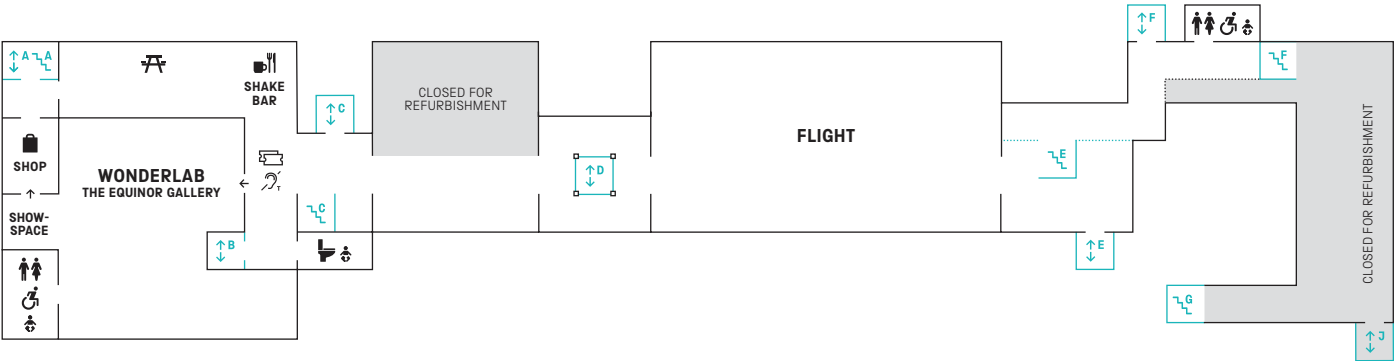 A
A
SHAKE
BAR
C
CLOSED FOR
REFURBISHMENT
FLIGHT
F
F
SHOP
WONDERLAB
THE EQUINOR GALLERY
T
D
E
SHOW-
SPACE
C
B
E
CLOSED FOR REFURBISHMENT
G
J